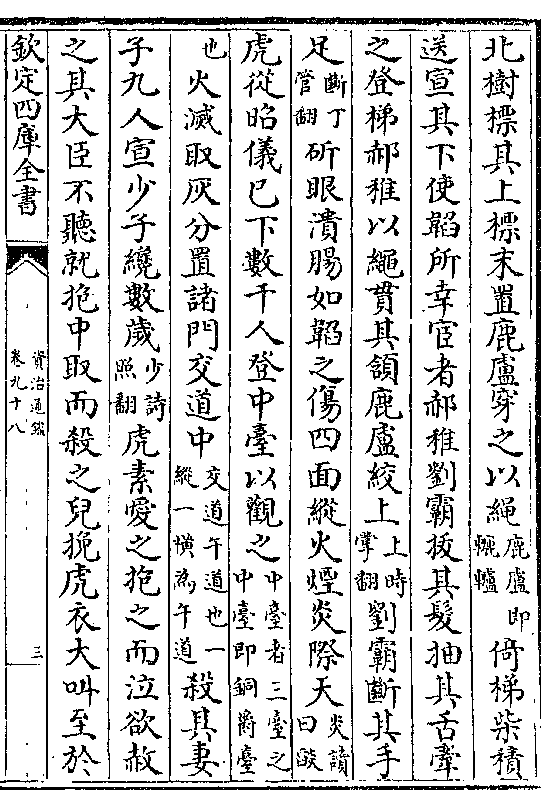 北樹標其上標末置鹿盧穿之以繩鹿盧即轆轤倚梯柴積
送宣其下使韜所幸宦者郝稚劉霸拔其髮抽其舌牽
之登梯郝稚以繩貫其頷鹿盧絞上上時掌翻劉霸斷其手
足斷丁管翻斫眼潰腸如韜之傷四面縱火煙炎際天炎讀曰燄
虎從昭儀已下數千人登中臺以觀之中臺者三臺之中臺即銅爵臺
也火滅取灰分置諸門交道中交道午道也一縱一橫為午道殺其妻
子九人宣少子纔數歲少詩照翻虎素愛之抱之而泣欲赦
之其大臣不聽就抱中取而殺之兒挽虎衣大叫至於
欽定四庫全書
資治通鑑
卷九十八
三